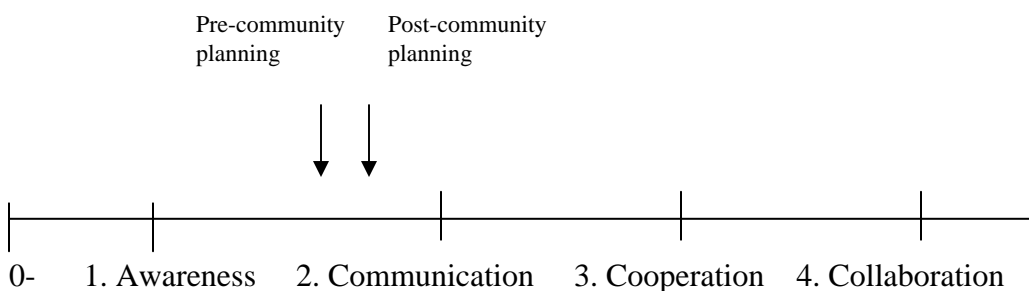 Pre-community
planning
Post-community
planning
0-
1. Awareness
2. Communication
3. Cooperation
4. Collaboration